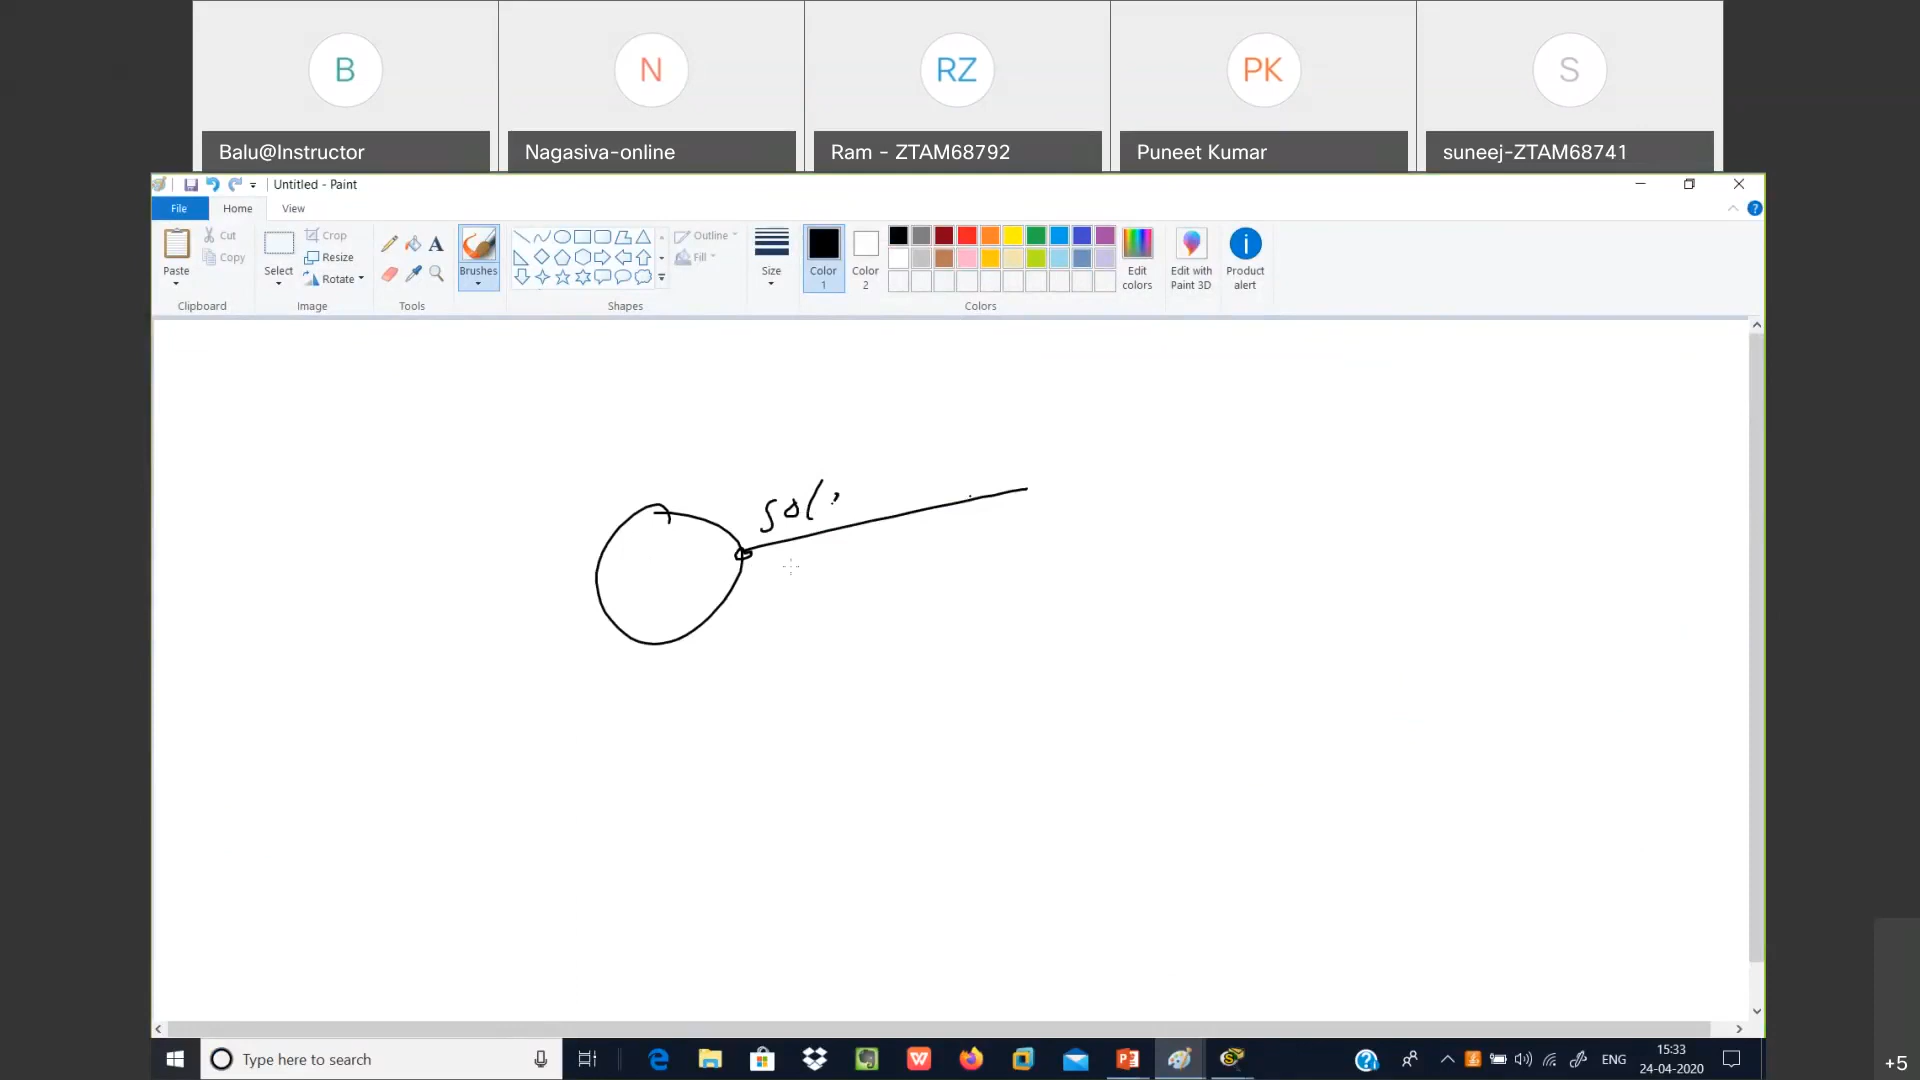 B N RZ PK S
Balu@Instructor Nagasiva-online Ram - ZTAM68792 Puneet Kumar suneej-ZTAM68741
Untitled - Paint
File Home View
Cut Crop Outline
Copy Resize Fill
Paste Select Rotate Brushes Size Color 1 Color 2 Edit colors Edit with Paint 3D Product alert
Clipboard Image Tools Shapes Colors
Type here to search
ENG
15:33
24-04-2020
+5